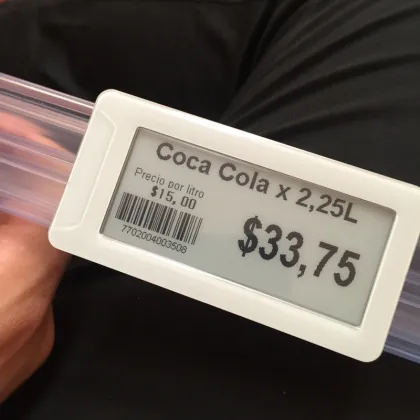 Coca Cola x 2,25L
Precio por litro
$15,00
$33,75
7702004003508